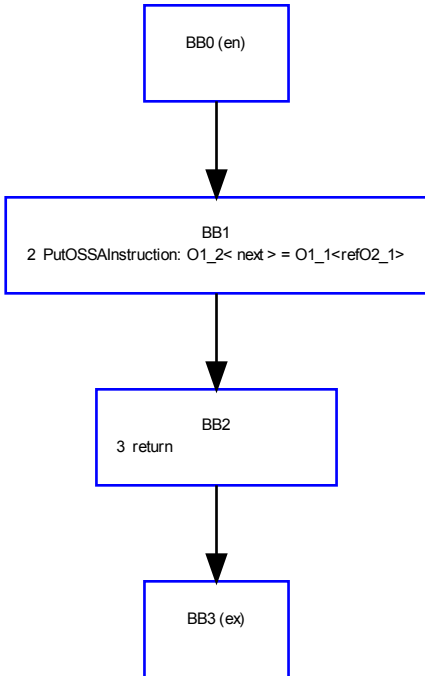 BB0 (en)
BB1
2 PutOSSAInstruction: O1_2< next > = O1_1<refO2_1>
BB2
3 return
BB3 (ex)